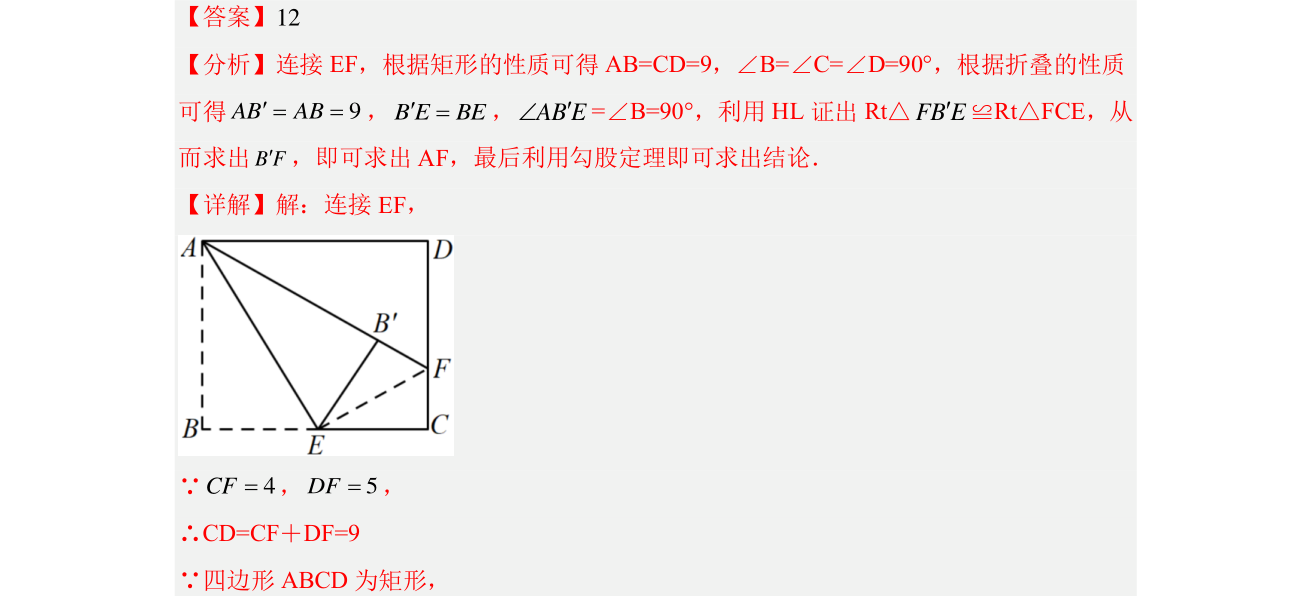 【答案】12
【分析】连接 EF，根据矩形的性质可得 AB=CD=9，∠B=∠C=∠D=90°，根据折叠的性质
可得 AB′ = AB = 9，B′E = BE，∠AB′E =∠B=90°，利用 HL 证出 Rt△ FB′E ≌Rt△FCE，从
而求出 B′F，即可求出 AF，最后利用勾股定理即可求出结论．
【详解】解：连接 EF，
A
D
B′
F
B
C
E
∵ CF = 4，DF = 5，
∴CD=CF＋DF=9
∵四边形 ABCD 为矩形，